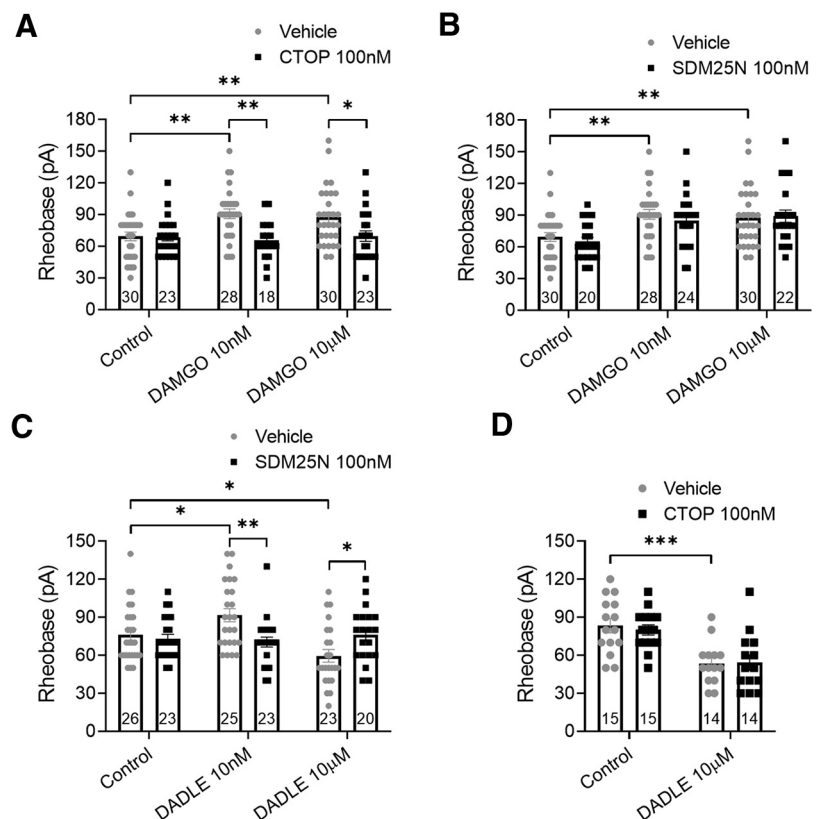 A
Vehicle
CTOP 100nM
**
**
**
*
Rheobase (pA)
180
150
120
90
60
30
0
30
23
28
18
30
23
Control
DAMGO 10nM
DAMGO 10μM
B
Vehicle
SDM25N 100nM
**
**
Rheobase (pA)
180
150
120
90
60
30
0
30
20
28
24
30
22
Control
DAMGO 10nM
DAMGO 10μM
C
Vehicle
SDM25N 100nM
*
*
**
*
Rheobase (pA)
150
120
90
60
30
0
26
23
25
23
23
20
Control
DADLE 10nM
DADLE 10μM
D
Vehicle
CTOP 100nM
***
Rheobase (pA)
150
120
90
60
30
0
15
15
14
14
Control
DADLE 10μM